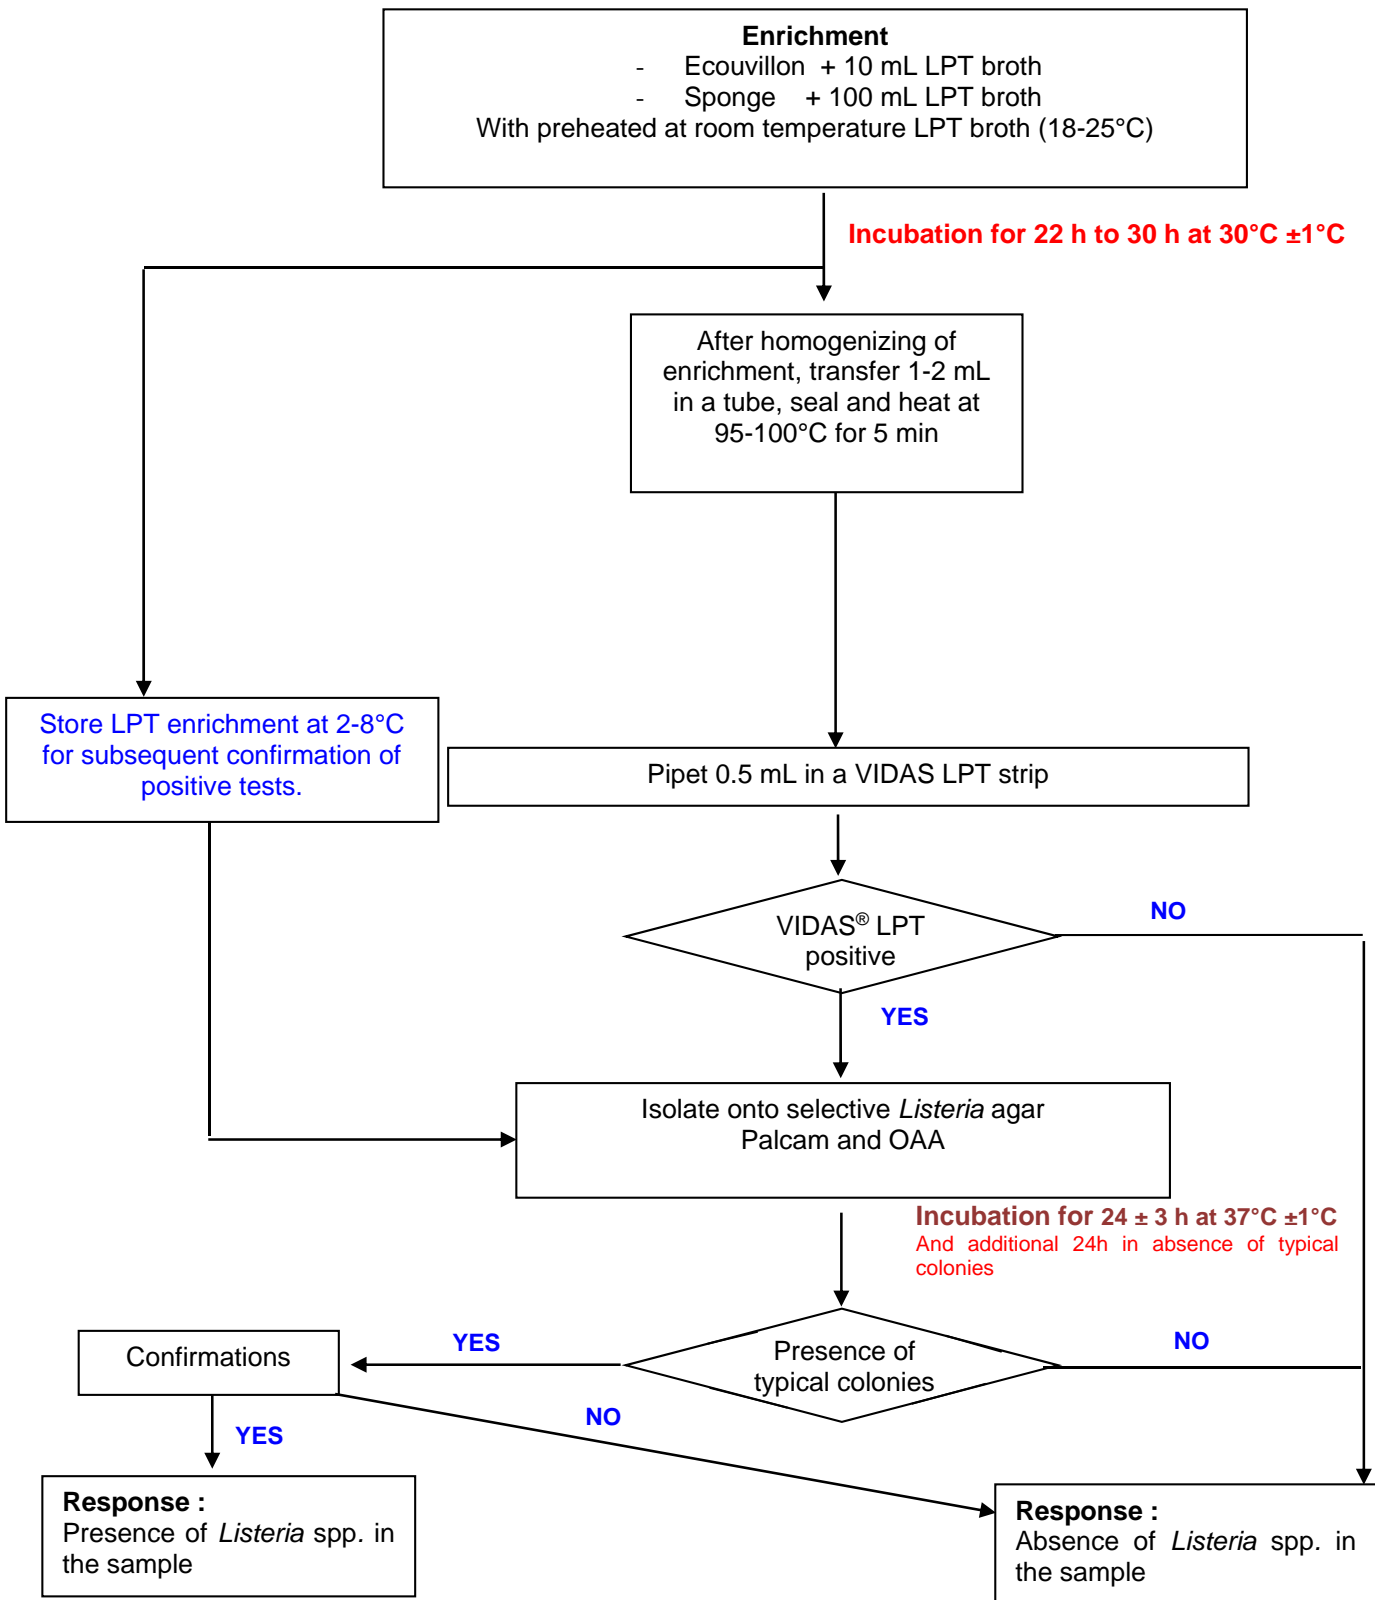 Enrichment
- Ecouvillon + 10 mL LPT broth
- Sponge + 100 mL LPT broth
With preheated at room temperature LPT broth (18-25°C)
Incubation for 22 h to 30 h at 30°C ±1°C
After homogenizing of
enrichment, transfer 1-2 mL
in a tube, seal and heat at
95-100°C for 5 min
Store LPT enrichment at 2-8°C
for subsequent confirmation of
positive tests.
Pipet 0.5 mL in a VIDAS LPT strip
VIDAS® LPT
positive
NO
YES
Isolate onto selective Listeria agar
Palcam and OAA
Incubation for 24 ± 3 h at 37°C ±1°C
And additional 24h in absence of typical
colonies
Presence of
typical colonies
YES
NO
Confirmations
YES
NO
Response :
Presence of Listeria spp. in
the sample
Response :
Absence of Listeria spp. in
the sample